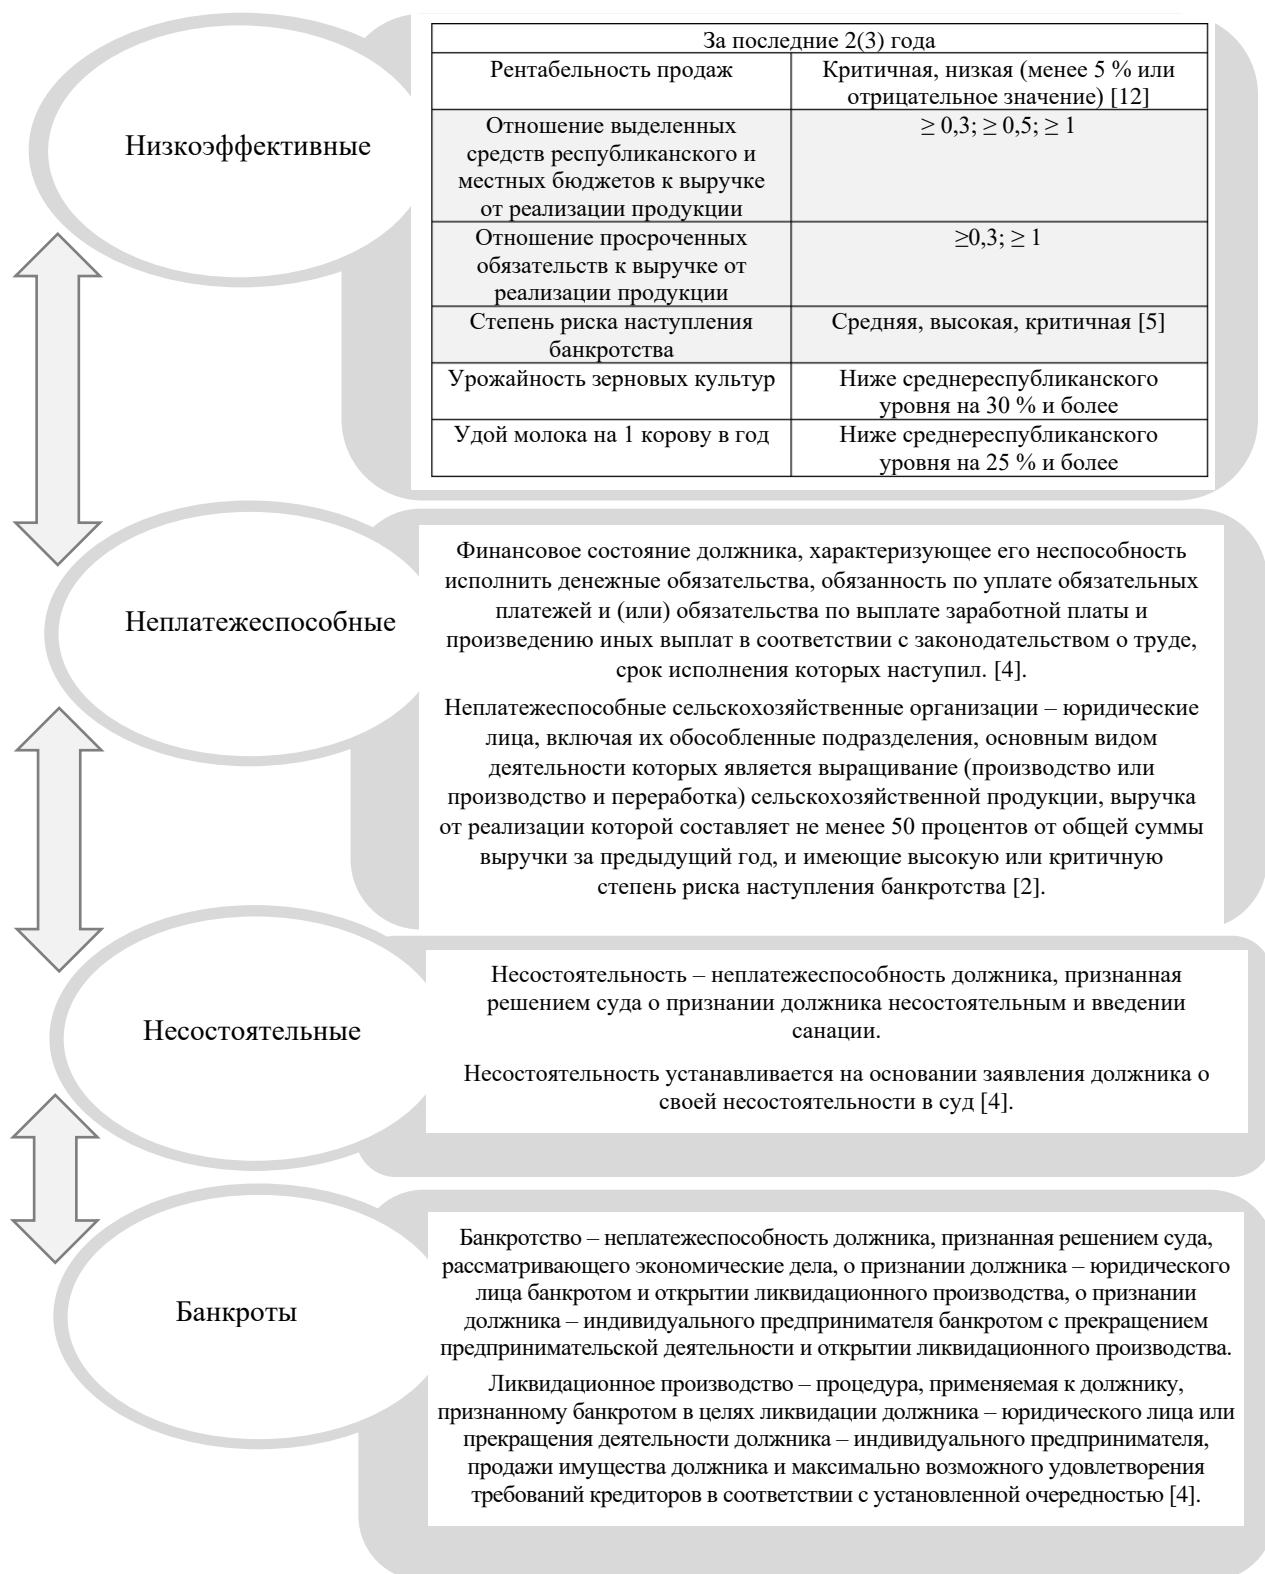 Низкоэффективные
За последние 2(3) года
Рентабельность продаж
Критичная, низкая (менее 5 % или
отрицательное значение) [12]
Отношение выделенных
средств республиканского и
местных бюджетов к выручке
от реализации продукции
≥ 0,3; ≥ 0,5; ≥ 1
Отношение просроченных
обязательств к выручке от
реализации продукции
≥0,3; ≥ 1
Степень риска наступления
банкротства
Средняя, высокая, критичная [5]
Урожайность зерновых культур
Ниже среднереспубликанского
уровня на 30 % и более
Удой молока на 1 корову в год
Ниже среднереспубликанского
уровня на 25 % и более
Неплатежеспособные
Финансовое состояние должника, характеризующее его неспособность
исполнить денежные обязательства, обязанность по уплате обязательных
платежей и (или) обязательства по выплате заработной платы и
произведению иных выплат в соответствии с законодательством о труде,
срок исполнения которых наступил. [4].
Неплатежеспособные сельскохозяйственные организации – юридические
лица, включая их обособленные подразделения, основным видом
деятельности которых является выращивание (производство или
производство и переработка) сельскохозяйственной продукции, выручка
от реализации которой составляет не менее 50 процентов от общей суммы
выручки за предыдущий год, и имеющие высокую или критичную
степень риска наступления банкротства [2].
Несостоятельные
Несостоятельность – неплатежеспособность должника, признанная
решением суда о признании должника несостоятельным и введении
санации.
Несостоятельность устанавливается на основании заявления должника о
своей несостоятельности в суд [4].
Банкроты
Банкротство – неплатежеспособность должника, признанная решением суда,
рассматривающего экономические дела, о признании должника – юридического
лица банкротом и открытии ликвидационного производства, о признании
должника – индивидуального предпринимателя банкротом с прекращением
предпринимательской деятельности и открытии ликвидационного производства.
Ликвидационное производство – процедура, применяемая к должнику,
признанному банкротом в целях ликвидации должника – юридического лица или
прекращения деятельности должника – индивидуального предпринимателя,
продажи имущества должника и максимально возможного удовлетворения
требований кредиторов в соответствии с установленной очередностью [4].